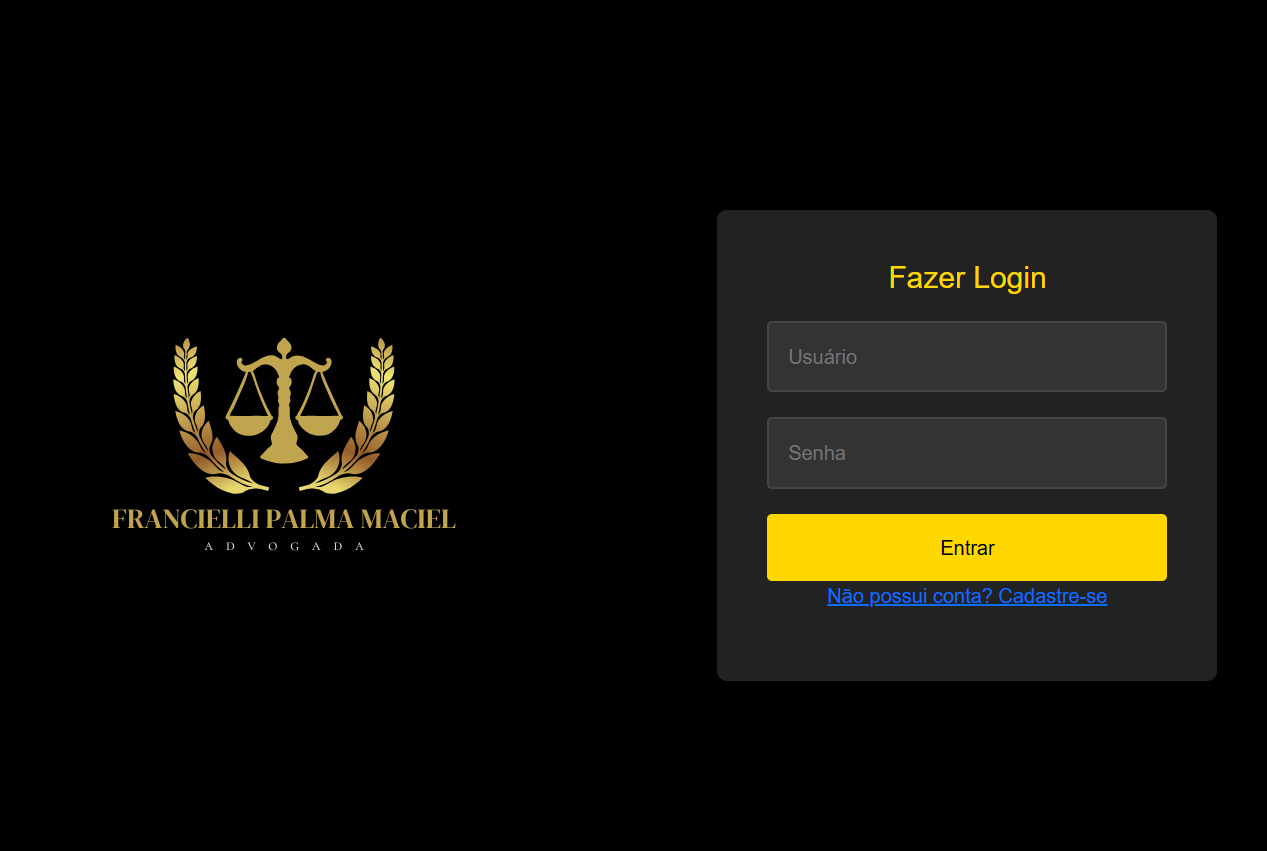 FRANCIELLI PALMA MACIEL
ADVOGADA
Fazer Login
Usuário
Senha
Entrar
Não possui conta? Cadastre-se